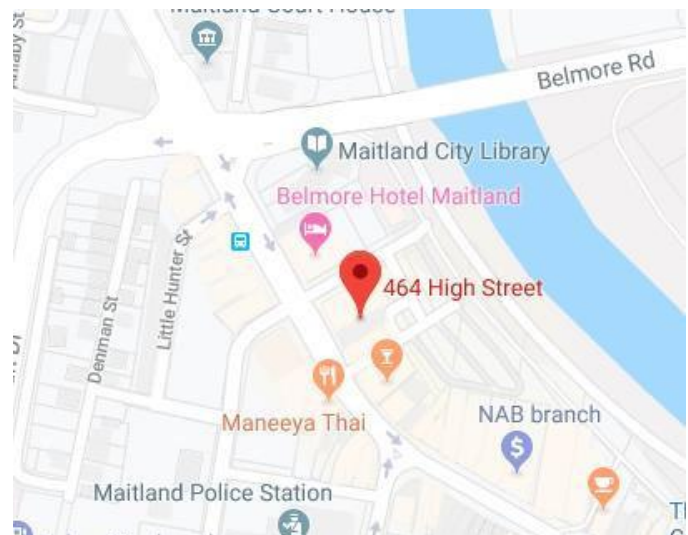 Maitland Court House
Belmore Rd
Maitland City Library
Belmore Hotel Maitland
Little Hunter St
464 High Street
Denman St
Maneeya Thai
NAB branch
Maitland Police Station